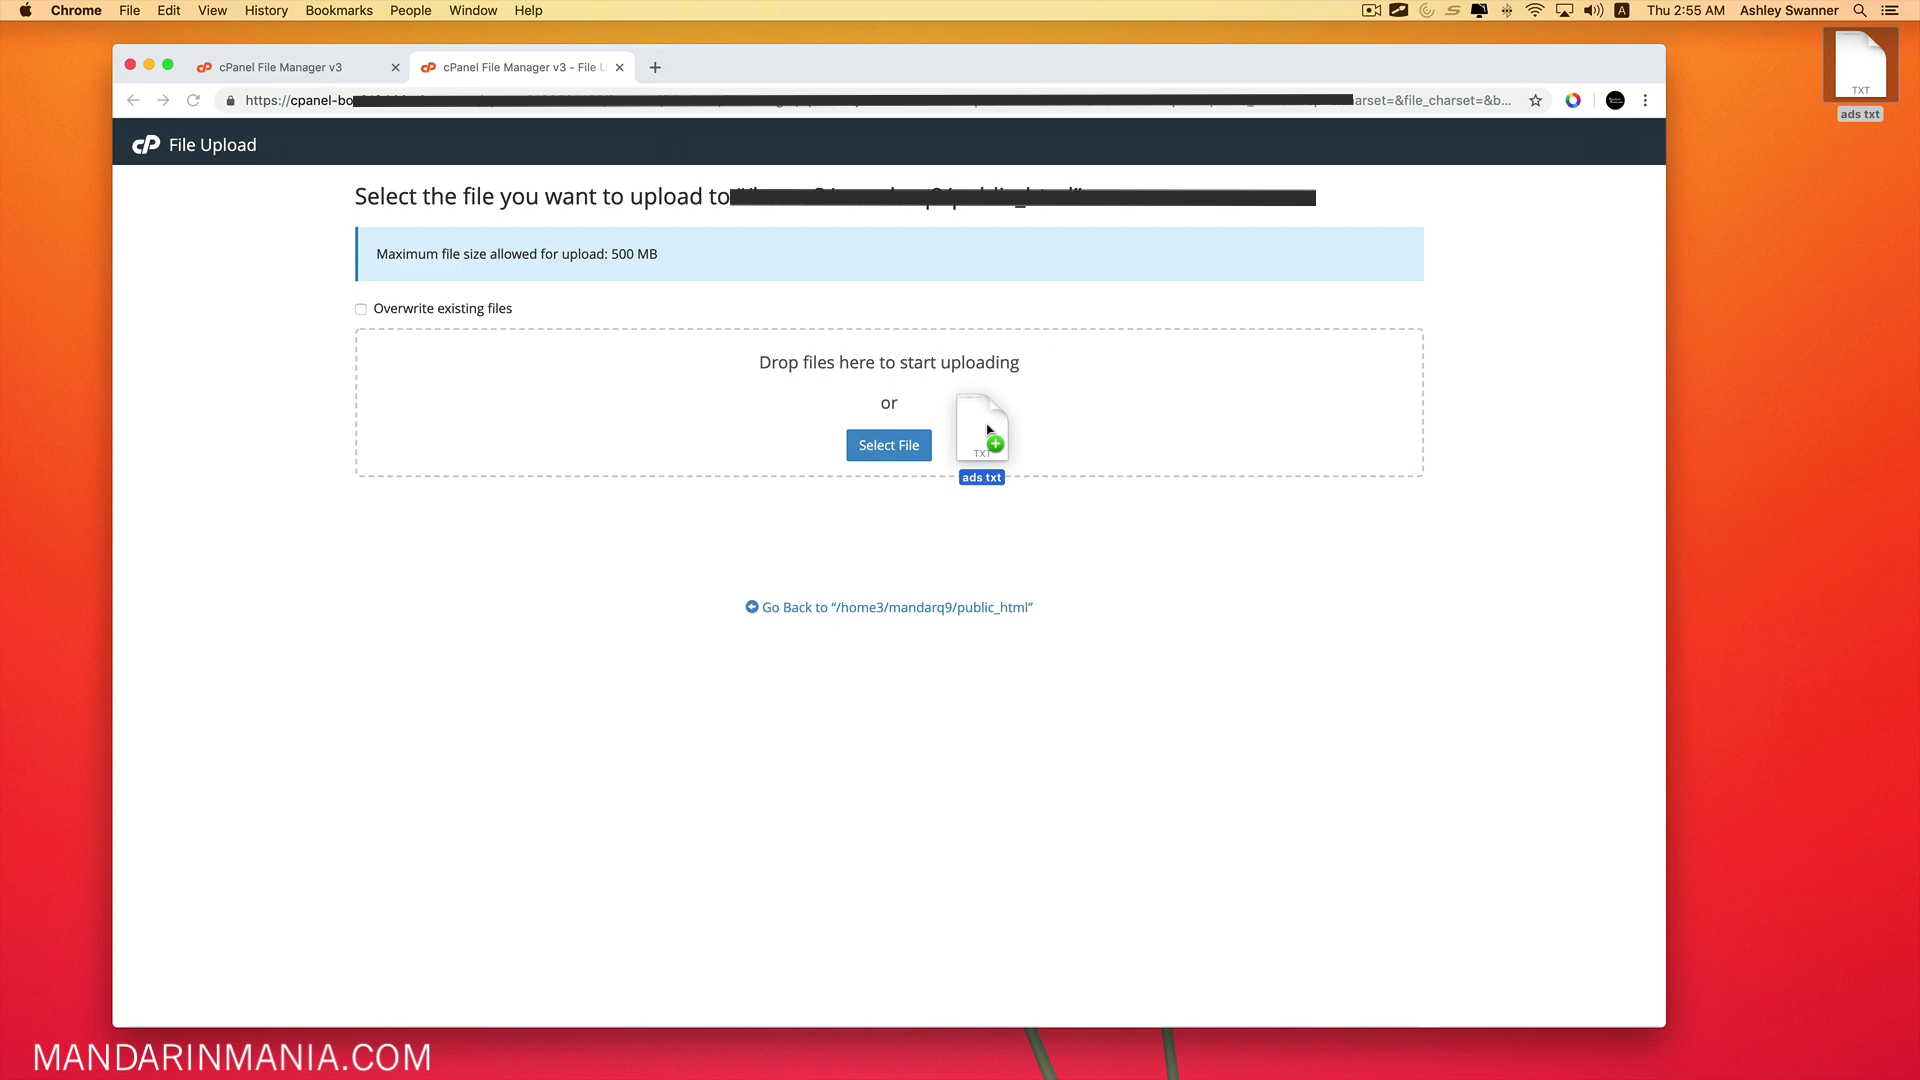 Chrome File Edit View History Bookmarks People Window Help
A Thu 2:55 AM Ashley Swanner
TXT
ads txt
cP cPanel File Manager v3
cP cPanel File Manager v3 - File
https://cpanel-bo
arset=&file_charset=&b...
cP File Upload
Select the file you want to upload to
Maximum file size allowed for upload: 500 MB
Overwrite existing files
Drop files here to start uploading
or
Select File
TXT
ads txt
Go Back to “/home3/mandarq9/public_html”
MANDARINMANIA.COM